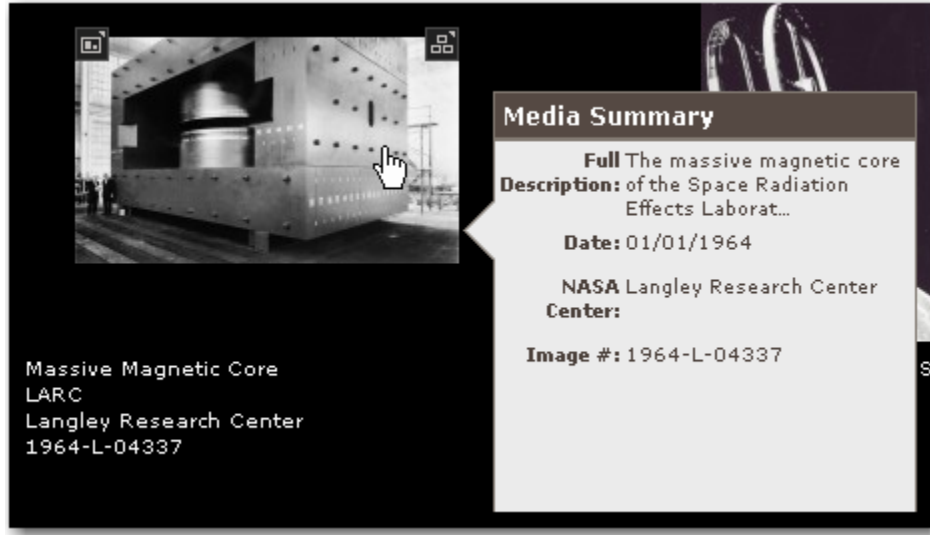 Media Summary
Full Description: The massive magnetic core
of the Space Radiation
Effects Laborat...
Date: 01/01/1964
NASA Center: Langley Research Center
Image #: 1964-L-04337
Massive Magnetic Core
LARC
Langley Research Center
1964-L-04337
S